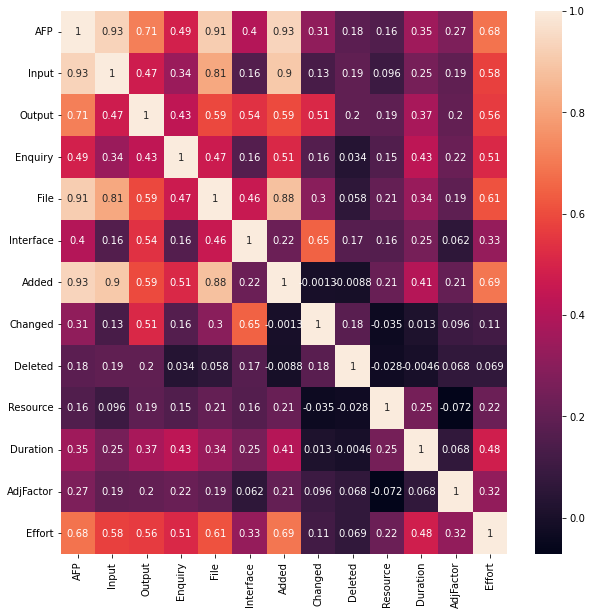 AFP 1 0.93 0.71 0.49 0.91 0.4 0.93 0.31 0.18 0.16 0.35 0.27 0.68
Input 0.93 1 0.47 0.34 0.81 0.16 0.9 0.13 0.19 0.096 0.25 0.19 0.58
Output 0.71 0.47 1 0.43 0.59 0.54 0.59 0.51 0.2 0.19 0.37 0.2 0.56
Enquiry 0.49 0.34 0.43 1 0.47 0.16 0.51 0.16 0.034 0.15 0.43 0.22 0.51
File 0.91 0.81 0.59 0.47 1 0.46 0.88 0.3 0.058 0.21 0.34 0.19 0.61
Interface 0.4 0.16 0.54 0.16 0.46 1 0.22 0.65 0.17 0.16 0.25 0.062 0.33
Added 0.93 0.9 0.59 0.51 0.88 0.22 1 -0.0013 -0.0088 0.21 0.41 0.21 0.69
Changed 0.31 0.13 0.51 0.16 0.3 0.65 -0.0013 1 0.18 -0.035 0.013 0.096 0.11
Deleted 0.18 0.19 0.2 0.034 0.058 0.17 -0.0088 0.18 1 -0.028 -0.0046 0.068 0.069
Resource 0.16 0.096 0.19 0.15 0.21 0.16 0.21 -0.035 -0.028 1 0.25 -0.072 0.22
Duration 0.35 0.25 0.37 0.43 0.34 0.25 0.41 0.013 -0.0046 0.25 1 0.068 0.48
AdjFactor 0.27 0.19 0.2 0.22 0.19 0.062 0.21 0.096 0.068 -0.072 0.068 1 0.32
Effort 0.68 0.58 0.56 0.51 0.61 0.33 0.69 0.11 0.069 0.22 0.48 0.32 1
AFP Input Output Enquiry File Interface Added Changed Deleted Resource Duration AdjFactor Effort
1.0
0.8
0.6
0.4
0.2
0.0